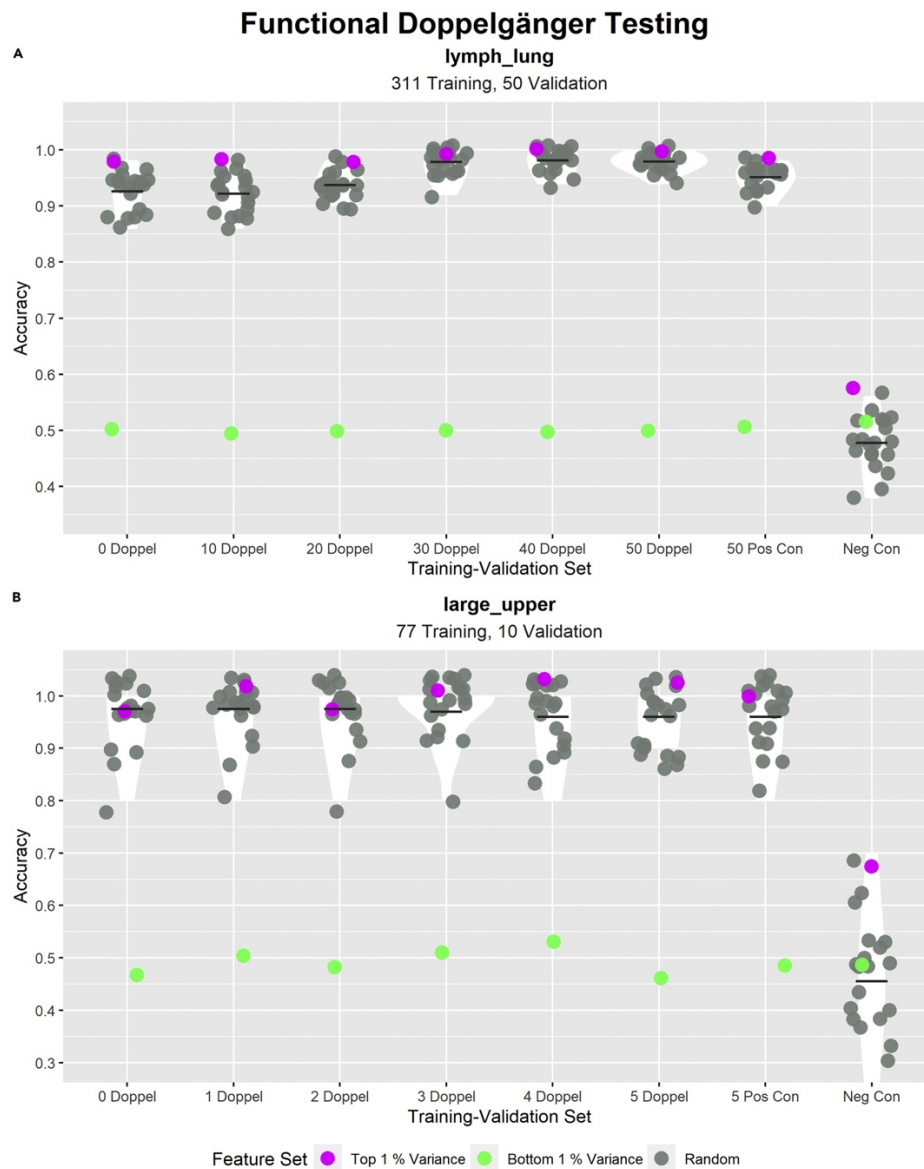 Functional Doppelgänger Testing
A
lymph_lung
311 Training, 50 Validation
Accuracy
1.0
0.9
0.8
0.7
0.6
0.5
0.4
0 Doppel 10 Doppel 20 Doppel 30 Doppel 40 Doppel 50 Doppel 50 Pos Con Neg Con
Training-Validation Set
B
large_upper
77 Training, 10 Validation
Accuracy
1.0
0.9
0.8
0.7
0.6
0.5
0.4
0.3
0 Doppel 1 Doppel 2 Doppel 3 Doppel 4 Doppel 5 Doppel 5 Pos Con Neg Con
Training-Validation Set
Feature Set Top 1 % Variance Bottom 1 % Variance Random